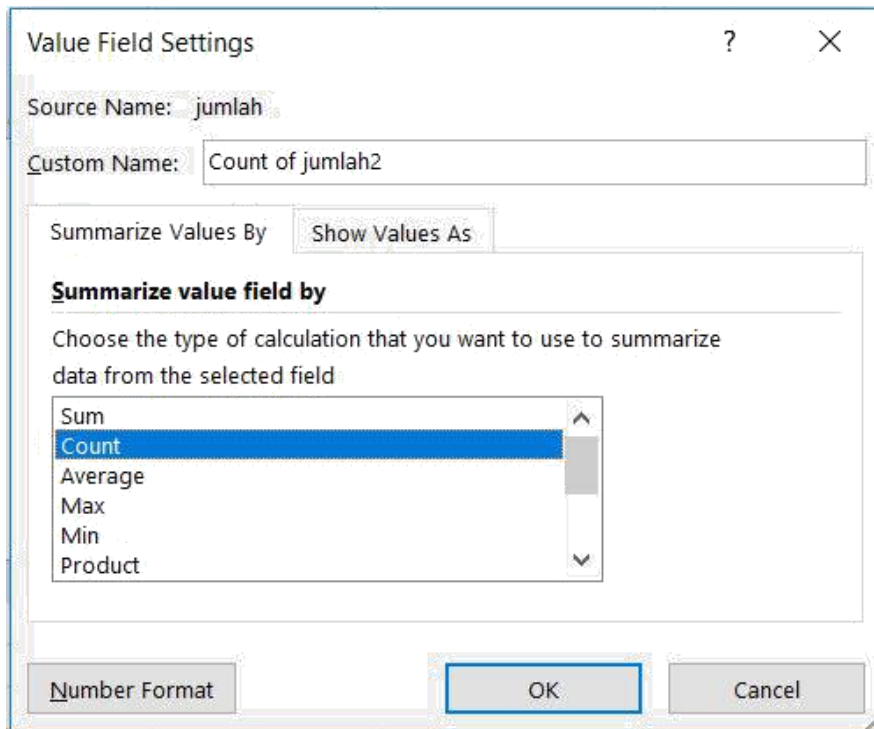 Value Field Settings ?
Source Name: jumlah
Custom Name: Count of jumlah2
Summarize Values By Show Values As
Summarize value field by
Choose the type of calculation that you want to use to summarize
data from the selected field
Sum
Count
Average
Max
Min
Product
Number Format OK Cancel